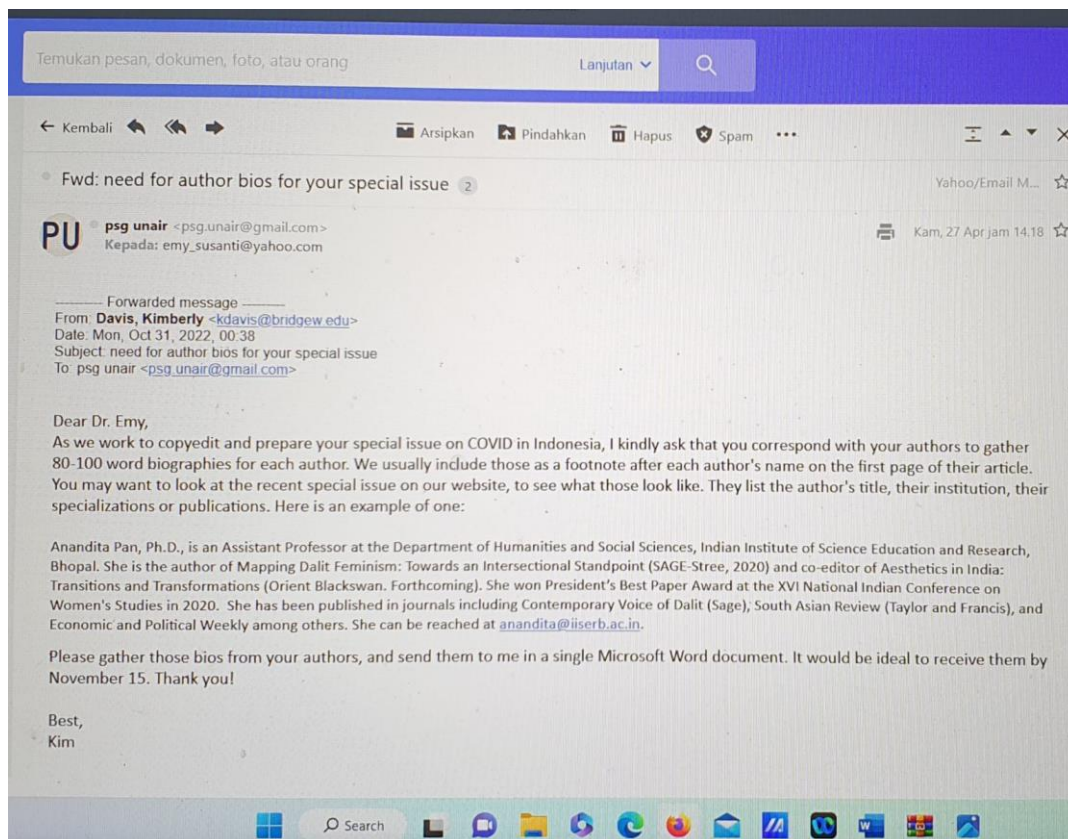 Temukan pesan, dokumen, foto, atau orang
Lanjutan
Kembali
Arsipkan
Pindahkan
Hapus
Spam
Fwd: need for author bios for your special issue 2
Yahoo/Email M...
PU
psg unair <psg.unair@gmail.com>
Kepada: emy_susanti@yahoo.com
Kam, 27 Apr jam 14.18
---------- Forwarded message ----------
From: Davis, Kimberly <kdavis@bridgew.edu>
Date: Mon, Oct 31, 2022, 00:38
Subject: need for author bios for your special issue
To: psg unair <psg.unair@gmail.com>
Dear Dr. Emy,
As we work to copyedit and prepare your special issue on COVID in Indonesia, I kindly ask that you correspond with your authors to gather
80-100 word biographies for each author. We usually include those as a footnote after each author's name on the first page of their article.
You may want to look at the recent special issue on our website, to see what those look like. They list the author's title, their institution, their
specializations or publications. Here is an example of one:
Anandita Pan, Ph.D., is an Assistant Professor at the Department of Humanities and Social Sciences, Indian Institute of Science Education and Research,
Bhopal. She is the author of Mapping Dalit Feminism: Towards an Intersectional Standpoint (SAGE-Stree, 2020) and co-editor of Aesthetics in India:
Transitions and Transformations (Orient Blackswan. Forthcoming). She won President's Best Paper Award at the XVI National Indian Conference on
Women's Studies in 2020. She has been published in journals including Contemporary Voice of Dalit (Sage), South Asian Review (Taylor and Francis), and
Economic and Political Weekly among others. She can be reached at anandita@iiserb.ac.in.
Please gather those bios from your authors, and send them to me in a single Microsoft Word document. It would be ideal to receive them by
November 15. Thank you!
Best,
Kim
Search